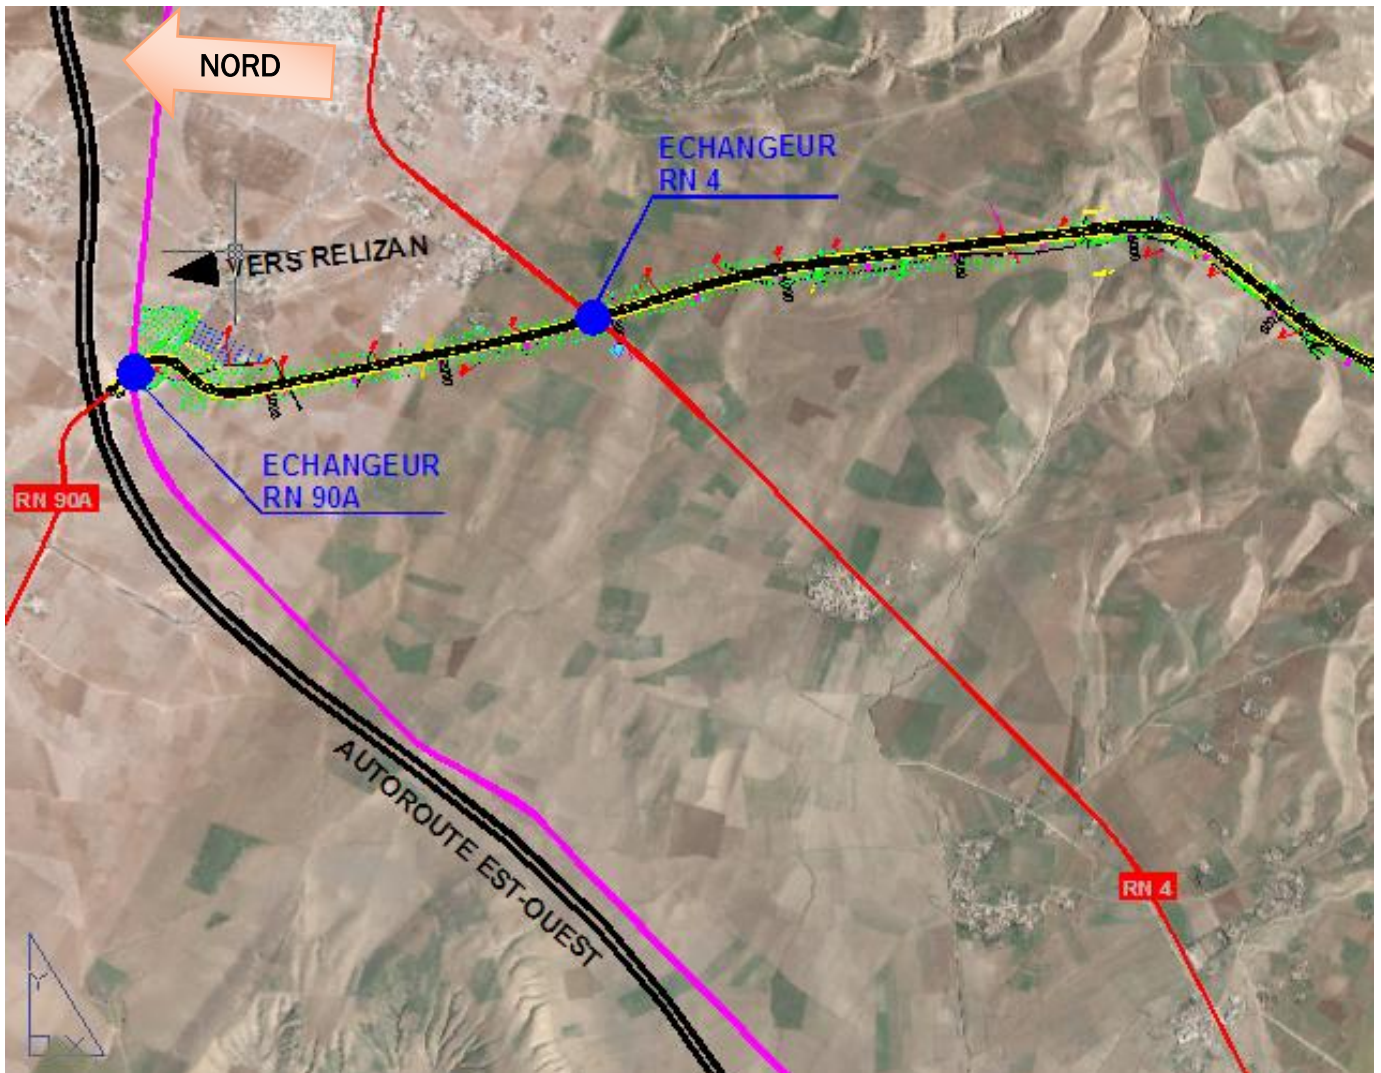 NORD
ECHANGEUR
RN 4
VERS RELIZAN
ECHANGEUR
RN 90A
RN 90A
AUTOROUTE EST-OUEST
RN 4
Y
X